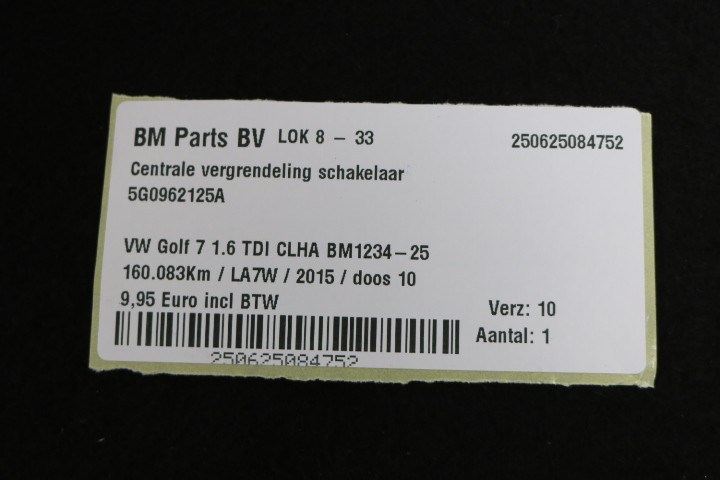 BM Parts BV LOK 8 - 33 250625084752
Centrale vergrendeling schakelaar
5G0962125A
VW Golf 7 1.6 TDI CLHA BM1234-25
160.083Km / LA7W / 2015 / doos 10
9,95 Euro incl BTW
Verz: 10
Aantal: 1
250625084752